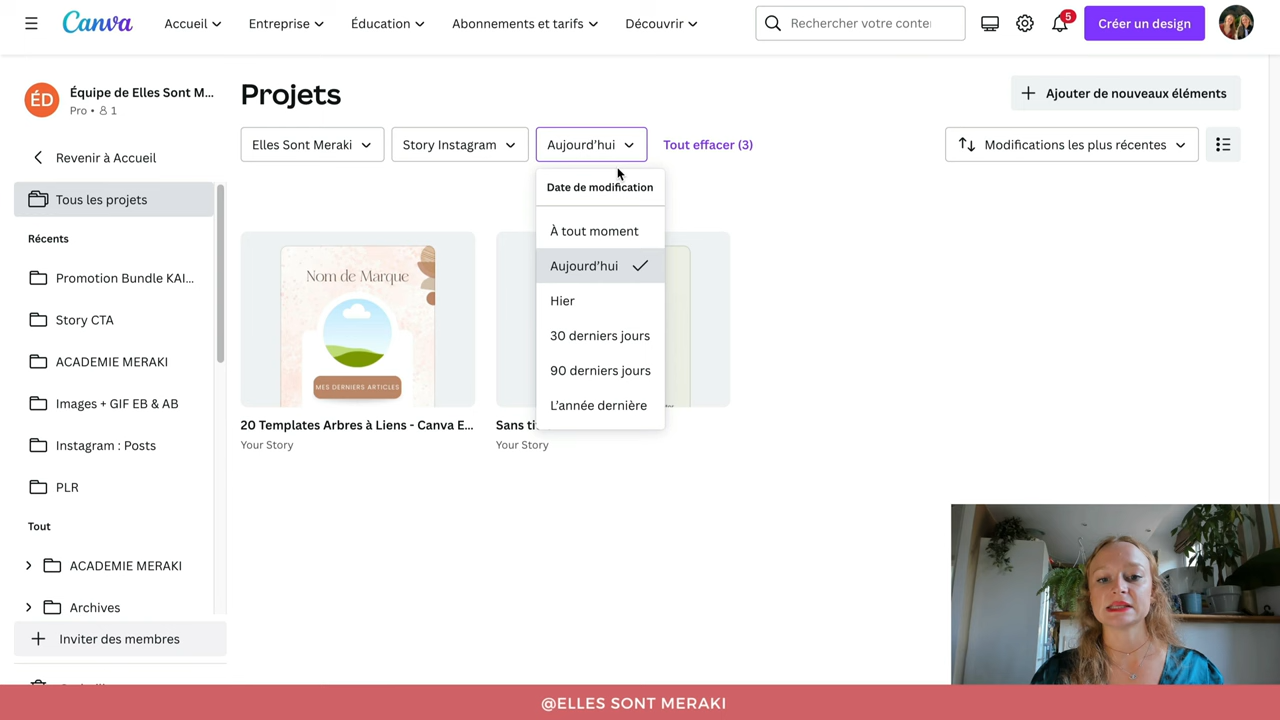 Canva
Accueil
Entreprise
Éducation
Abonnements et tarifs
Découvrir
Rechercher votre conte
5
Créer un design
ÉD
Équipe de Elles Sont M...
Pro • 1
Revenir à Accueil
Tous les projets
Récents
Promotion Bundle KAI...
Story CTA
ACADEMIE MERAKI
Images + GIF EB & AB
Instagram : Posts
PLR
Tout
ACADEMIE MERAKI
Archives
Inviter des membres
Projets
Ajouter de nouveaux éléments
Elles Sont Meraki
Story Instagram
Aujourd’hui
Tout effacer (3)
Modifications les plus récentes
Date de modification
À tout moment
Aujourd’hui
Hier
30 derniers jours
90 derniers jours
L’année dernière
Nom de Marque
MES DERNIERS ARTICLES
20 Templates Arbres à Liens - Canva E...
Your Story
Sans ti
Your Story
@ELLES SONT MERAKI